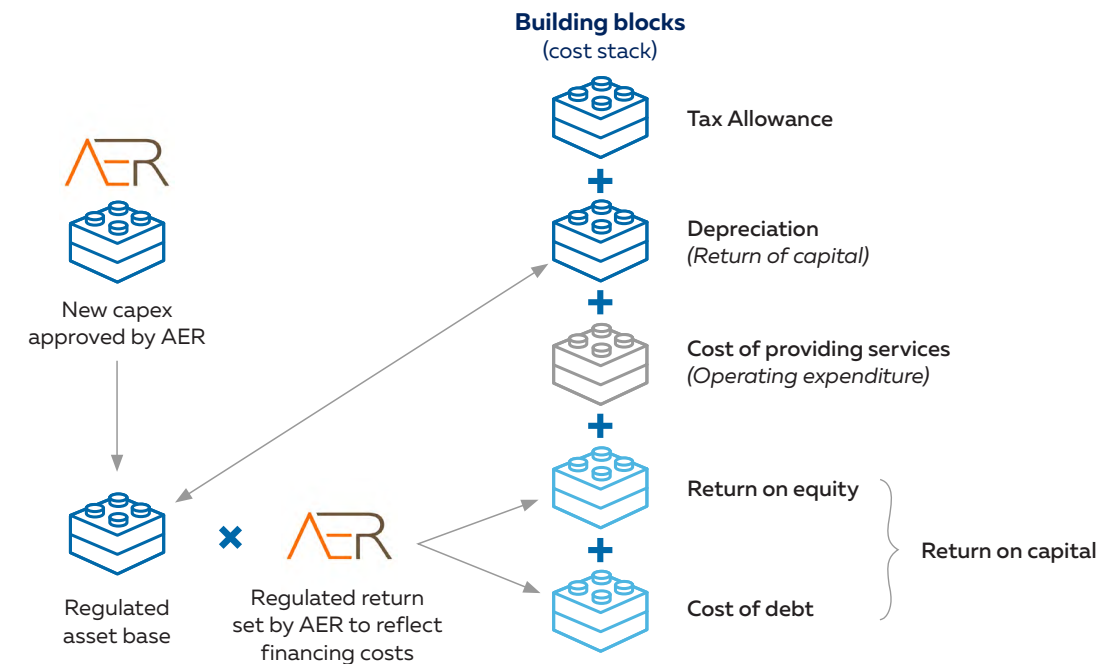 Building blocks
(cost stack)
Tax Allowance
AER
Depreciation
(Return of capital)
New capex
approved by AER
Cost of providing services
(Operating expenditure)
Return on equity
Return on capital
AER
Regulated
asset base
Regulated return
set by AER to reflect
financing costs
Cost of debt